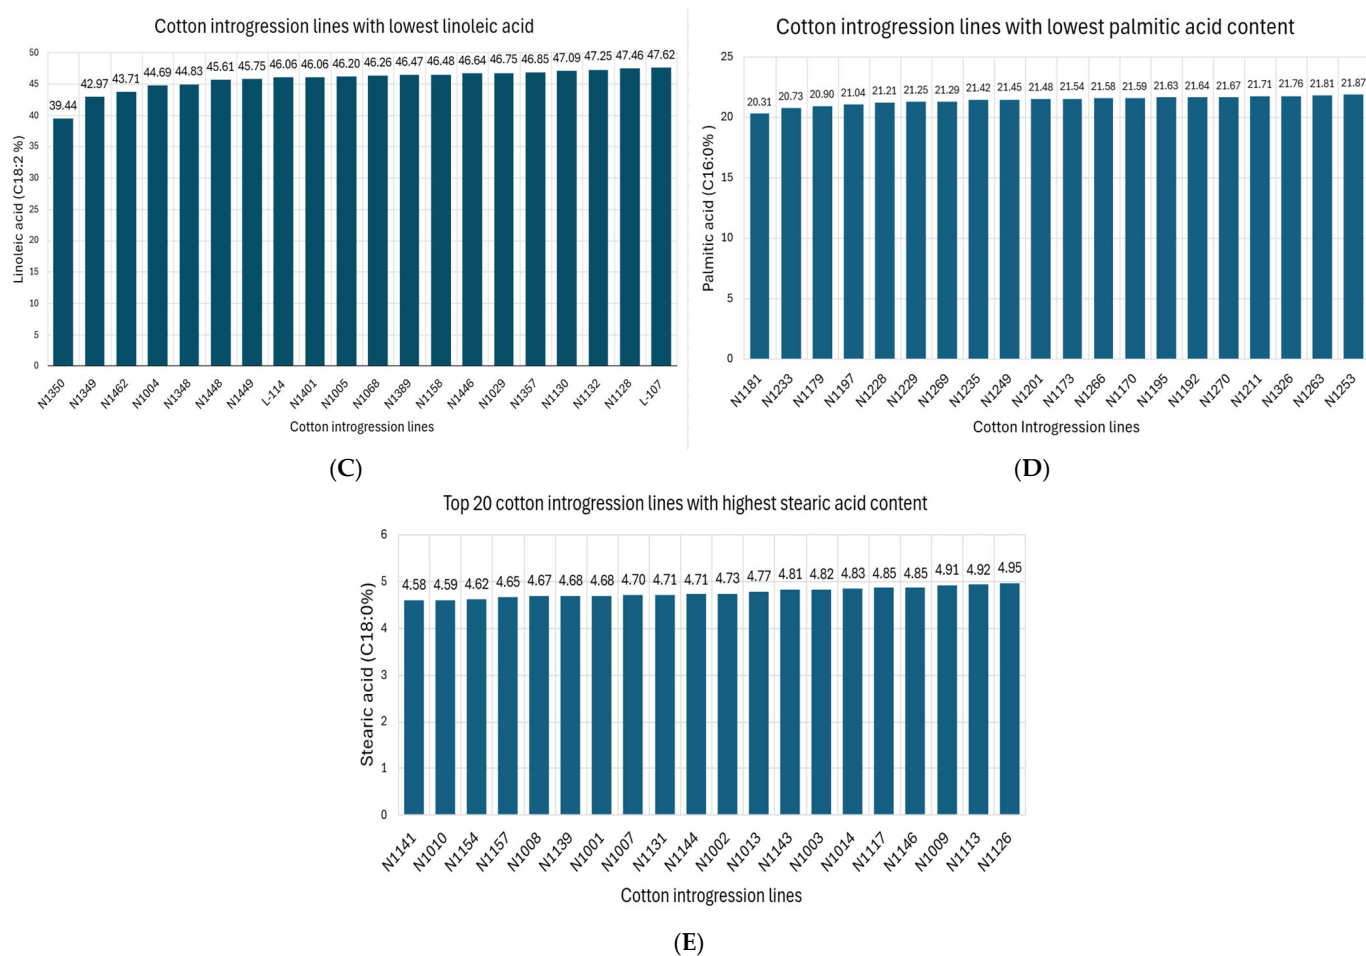 Cotton introgression lines with lowest linoleic acid
50
45
40
35
30
25
20
15
10
5
0
Linoleic acid (C18:2 %)
39.44 42.97 43.71 44.69 44.83 45.61 45.75 46.06 46.06 46.20 46.26 46.47 46.48 46.64 46.75 46.85 47.09 47.25 47.46 47.62
N1350 N1349 N1462 N1004 N1348 N1448 N1449 L-114 N1401 N1005 N1068 N1389 N1158 N1446 N1029 N1357 N1130 N1132 N1128 L-107
Cotton introgression lines
(C)
Cotton introgression lines with lowest palmitic acid content
25
20
15
10
5
0
Palmitic acid (C16:0% )
20.31 20.73 20.90 21.04 21.21 21.25 21.29 21.42 21.45 21.48 21.54 21.58 21.59 21.63 21.64 21.67 21.71 21.76 21.81 21.87
N1181 N1233 N1179 N1197 N1228 N1229 N1269 N1235 N1249 N1201 N1173 N1266 N1170 N1195 N1192 N1270 N1211 N1326 N1263 N1253
Cotton Introgression lines
(D)
Top 20 cotton introgression lines with highest stearic acid content
6
5
4
3
2
1
0
Stearic acid (C18:0%)
4.58 4.59 4.62 4.65 4.67 4.68 4.68 4.70 4.71 4.71 4.73 4.77 4.81 4.82 4.83 4.85 4.85 4.91 4.92 4.95
N1141 N1010 N1154 N1157 N1008 N1139 N1001 N1007 N1131 N1144 N1002 N1013 N1143 N1003 N1014 N1117 N1146 N1009 N1113 N1126
Cotton introgression lines
(E)